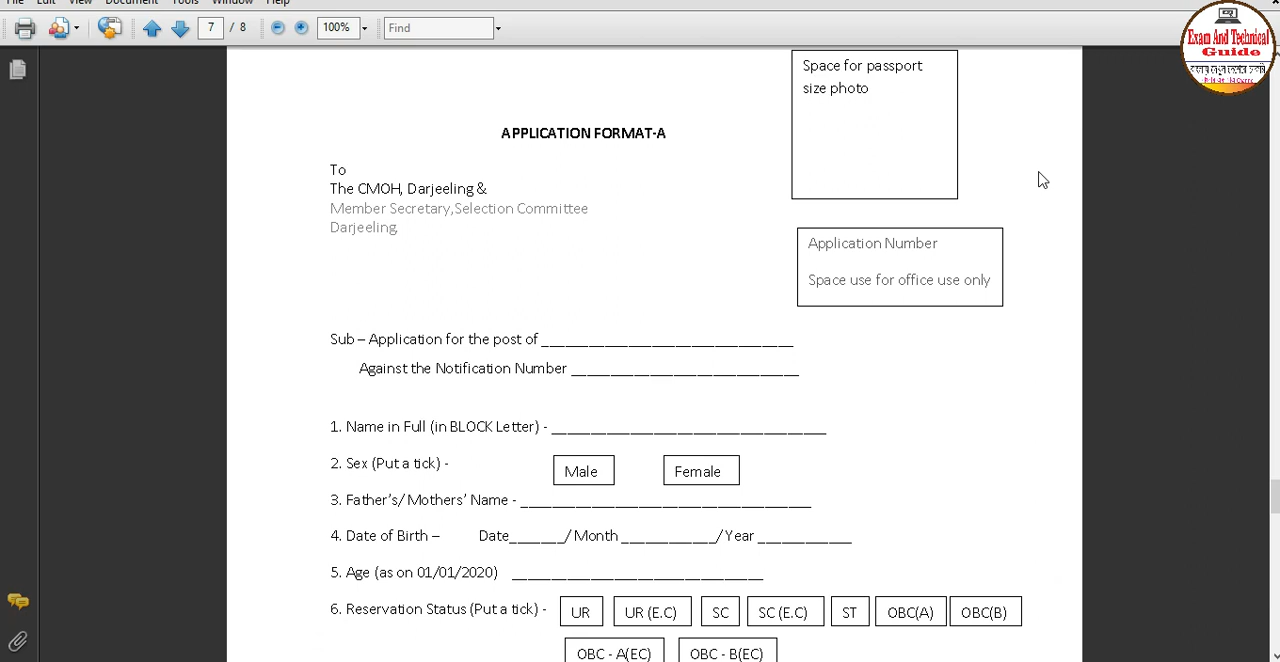 File Edit View Document Tools Window Help
7 / 8 100% Find
Exam And Technical
Guide
Space for passport
size photo
APPLICATION FORMAT-A
To
The CMOH, Darjeeling &
Member Secretary,Selection Committee
Darjeeling.
Application Number
Space use for office use only
Sub – Application for the post of ____________________________
Against the Notification Number _________________________
1. Name in Full (in BLOCK Letter) - ______________________________
2. Sex (Put a tick) - Male Female
3. Father's/ Mothers' Name - ________________________________
4. Date of Birth – Date______/ Month __________/ Year __________
5. Age (as on 01/01/2020) ___________________________
6. Reservation Status (Put a tick) - UR UR (E.C) SC SC (E.C) ST OBC(A) OBC(B)
OBC - A(EC) OBC - B(EC)